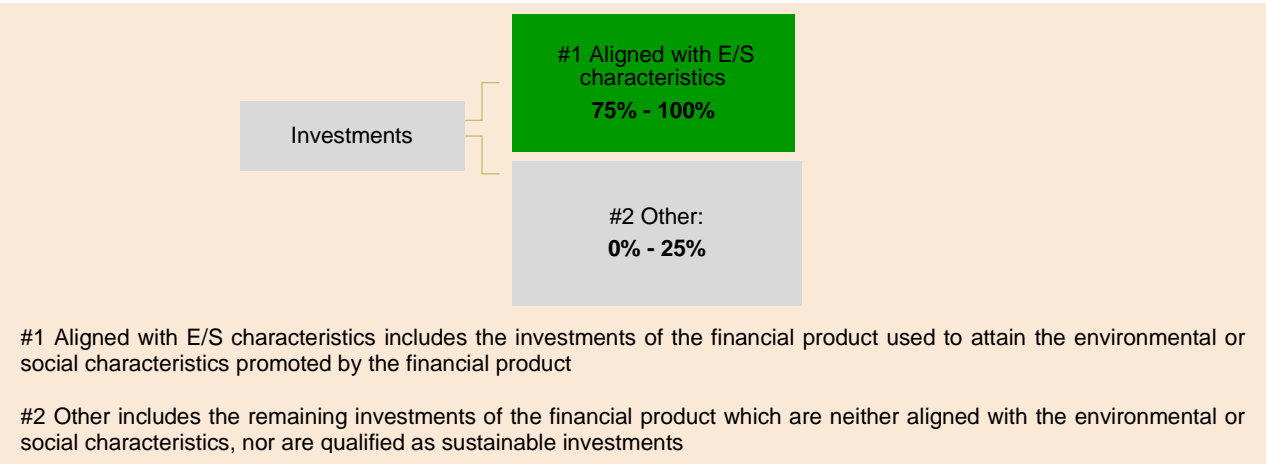 #1 Aligned with E/S
characteristics
75% - 100%
Investments
#2 Other:
0% - 25%
#1 Aligned with E/S characteristics includes the investments of the financial product used to attain the environmental or
social characteristics promoted by the financial product
#2 Other includes the remaining investments of the financial product which are neither aligned with the environmental or
social characteristics, nor are qualified as sustainable investments